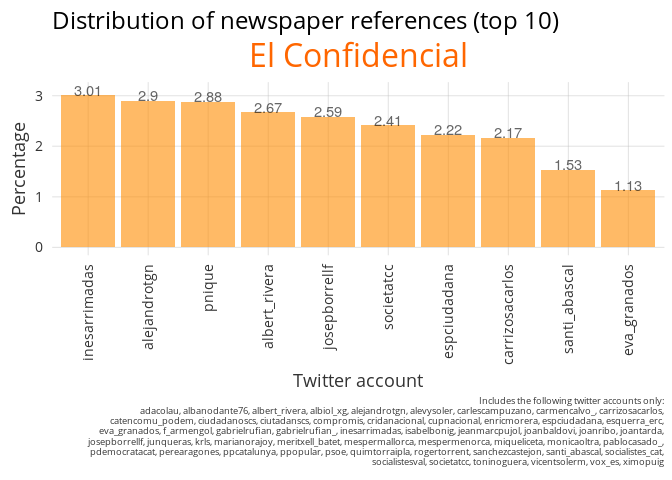 Distribution of newspaper references (top 10)
El Confidencial
Percentage
3
2
1
0
3.01
2.9
2.88
2.67
2.59
2.41
2.22
2.17
1.53
1.13
inesarrimadas
alejandrotgn
pnique
albert_rivera
josepborrellf
societatcc
espciudadana
carrizosacarlos
santi_abascal
eva_granados
Twitter account
Includes the following twitter accounts only:
adacolau, albanodante76, albert_rivera, albiol_xg, alejandrotgn, alevysoler, carlescampuzano, carmencalvo_, carrizosacarlos,
catencomu_podem, ciudadanoscs, ciutadanscs, compromis, cridanacional, cupnacional, enricmorera, espciudadana, esquerra_erc,
eva_granados, f_armengol, gabrielrufian, gabrielrufian_, inesarrimadas, isabelbonig, jeanmarcpujol, joanbaldovi, joanribo, joantarda,
josepborrellf, junqueras, krls, marianorajoy, meritxell_batet, mespermallorca, mespermenorca, miqueliceta, monicaoltra, pablocasado_,
pdemocratacat, perearagones, ppcatalunya, ppopular, psoe, quimtorraipla, rogertorrent, sanchezcastejon, santi_abascal, socialistes_cat,
socialistesval, societatcc, toninoguera, vicentsolerm, vox_es, ximopuig